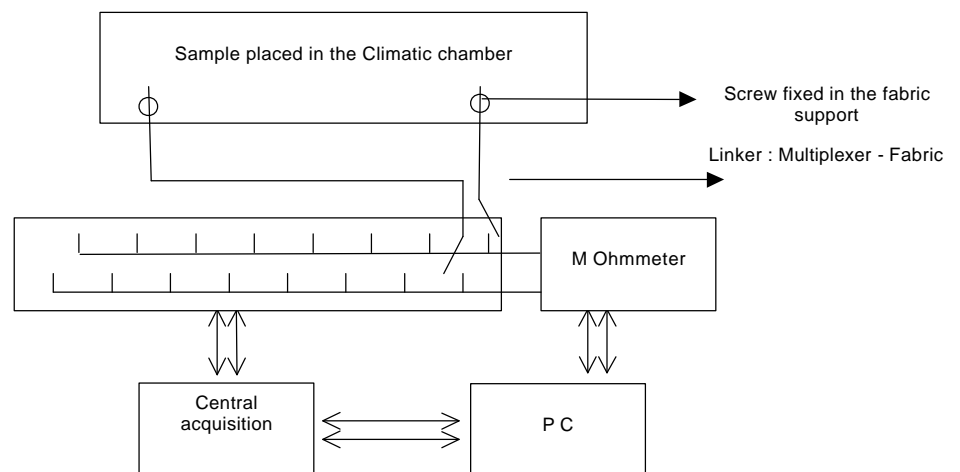 Sample placed in the Climatic chamber
Screw fixed in the fabric
support
Linker : Multiplexer - Fabric
M Ohmmeter
Central
acquisition
P C